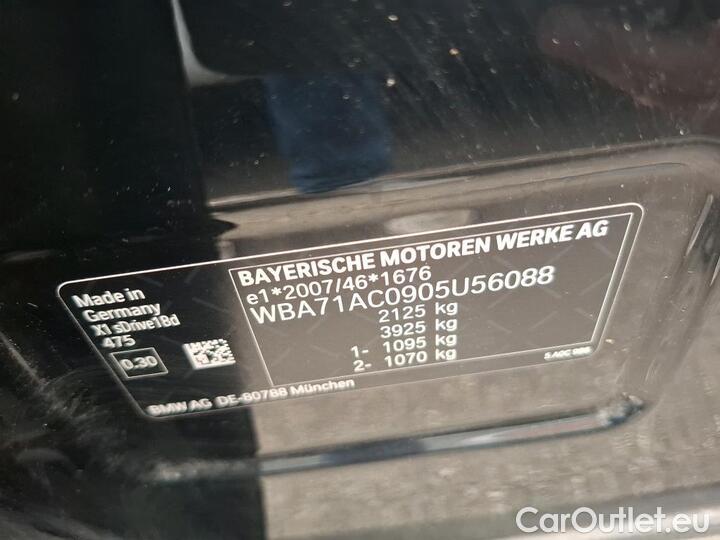 Made in
Germany
X1 sDrive18d
475
0.30
BAYERISCHE MOTOREN WERKE AG
e1*2007/46*1676
WBA71AC0905U56088
2125 kg
3925 kg
1- 1095 kg
2- 1070 kg
BMW AG DE-80788 München
CarOutlet.eu